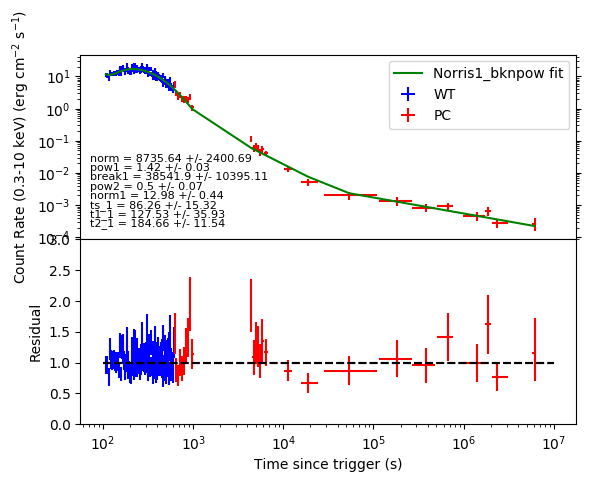 Count Rate (0.3-10 keV) (erg cm⁻² s⁻¹)
10¹
10⁰
10⁻¹
10⁻²
10⁻³
10⁻⁴
Norris1_bknpow fit
WT
PC
norm = 8735.64 +/- 2400.69
pow1 = 1.42 +/- 0.03
break1 = 38541.9 +/- 10395.11
pow2 = 0.5 +/- 0.07
norm1 = 12.98 +/- 0.44
ts_1 = 86.26 +/- 15.32
t1_1 = 127.53 +/- 35.93
t2_1 = 184.66 +/- 11.54
Residual
3.0
2.5
2.0
1.5
1.0
0.5
0.0
10² 10³ 10⁴ 10⁵ 10⁶ 10⁷
Time since trigger (s)